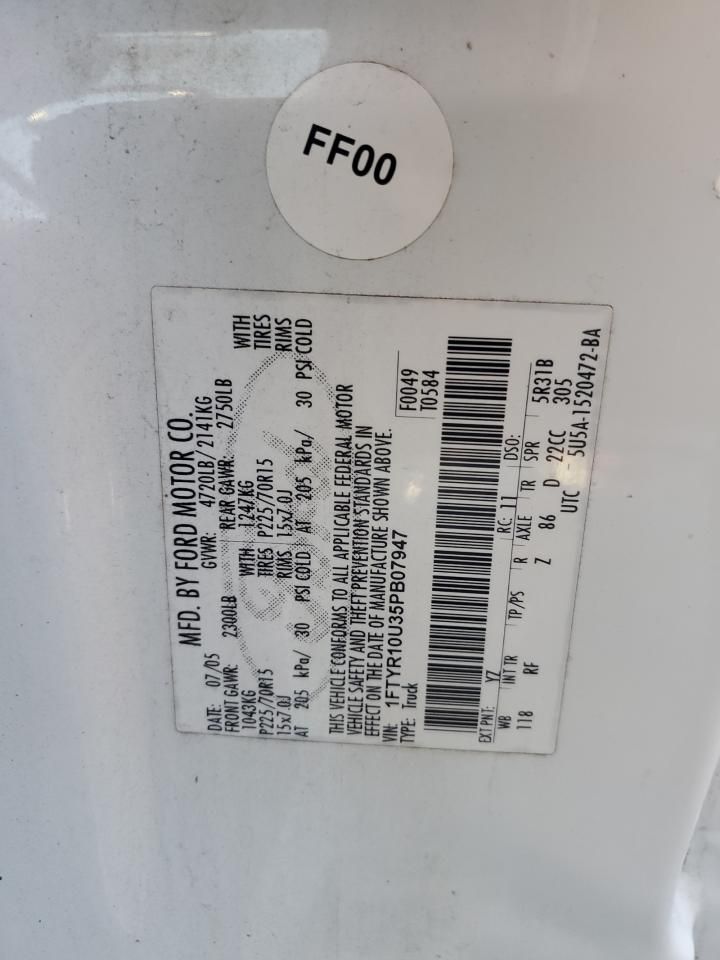 FF00
MFD. BY FORD MOTOR CO.
DATE: 07/05 GVWR: 4720LB/2141KG
FRONT GAWR: 2300LB REAR GAWR: 2750LB
1043KG WITH 1247KG WITH
P225/70R15 TIRES P225/70R15 TIRES
15x7.0J RIMS 15x7.0J RIMS
AT 205 kPa/ 30 PSI COLD AT 205 kPa/ 30 PSI COLD
THIS VEHICLE CONFORMS TO ALL APPLICABLE FEDERAL MOTOR
VEHICLE SAFETY AND THEFT PREVENTION STANDARDS IN
EFFECT ON THE DATE OF MANUFACTURE SHOWN ABOVE.
VIN: 1FTYR10U35PB07947 F0049
TYPE: Truck T0584
EXT PNT: YZ RC: 11 DSO:
WB INT TR TP/PS R AXLE TR SPR 5R31B
118 RF Z 86 D 22CC 305
UTC 5U5A-1520472-BA